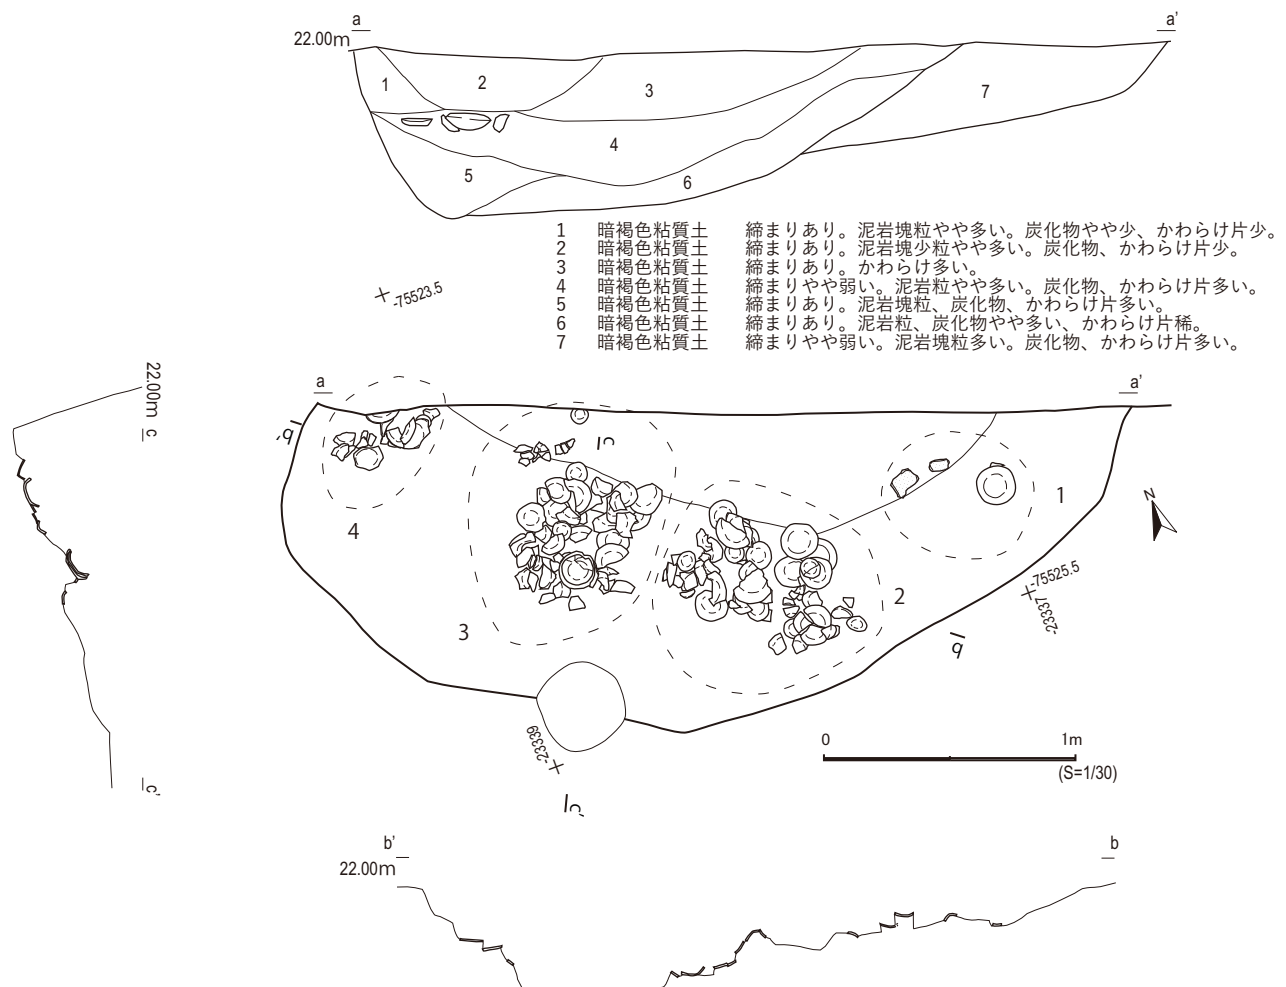 a
a'
22.00m
1
2
3
4
5
6
7
1 暗褐色粘質土 締まりあり。泥岩塊粒やや多い。炭化物やや少、かわらけ片少。
2 暗褐色粘質土 締まりあり。泥岩塊少粒やや多い。炭化物、かわらけ片少。
3 暗褐色粘質土 締まりあり。かわらけ多い。
4 暗褐色粘質土 締まりやや弱い。泥岩粒やや多い。炭化物、かわらけ片多い。
5 暗褐色粘質土 締まりあり。泥岩塊粒、炭化物、かわらけ片多い。
6 暗褐色粘質土 締まりあり。泥岩粒、炭化物やや多い、かわらけ片稀。
7 暗褐色粘質土 締まりやや弱い。泥岩塊粒多い。炭化物、かわらけ片多い。
-75523.5
22.00m
c
c'
a
a'
b'
c
1
4
N
2
3
-75525.5
-23337
b
-23339
c'
0
1m
(S=1/30)
b'
b
22.00m